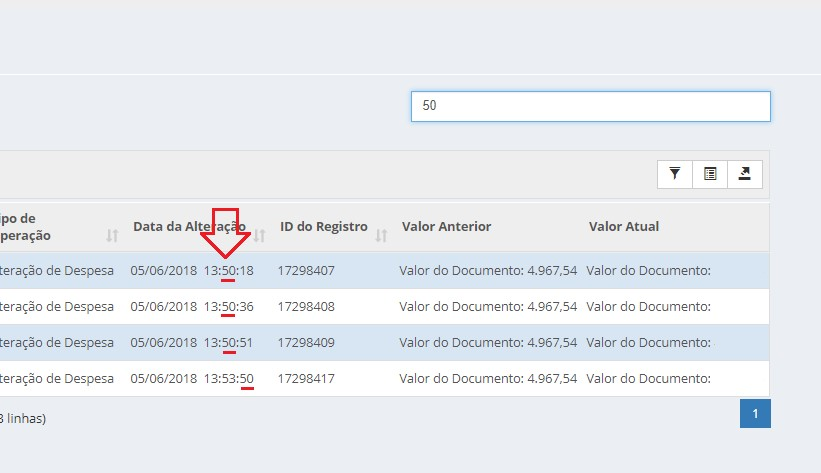 50
ipo de
peração
Data da Alteração
ID do Registro
Valor Anterior
Valor Atual
teração de Despesa 05/06/2018 13:50:18 17298407 Valor do Documento: 4.967,54 Valor do Documento:
teração de Despesa 05/06/2018 13:50:36 17298408 Valor do Documento: 4.967,54 Valor do Documento:
teração de Despesa 05/06/2018 13:50:51 17298409 Valor do Documento: 4.967,54 Valor do Documento:
teração de Despesa 05/06/2018 13:53:50 17298417 Valor do Documento: 4.967,54 Valor do Documento:
linhas)
1